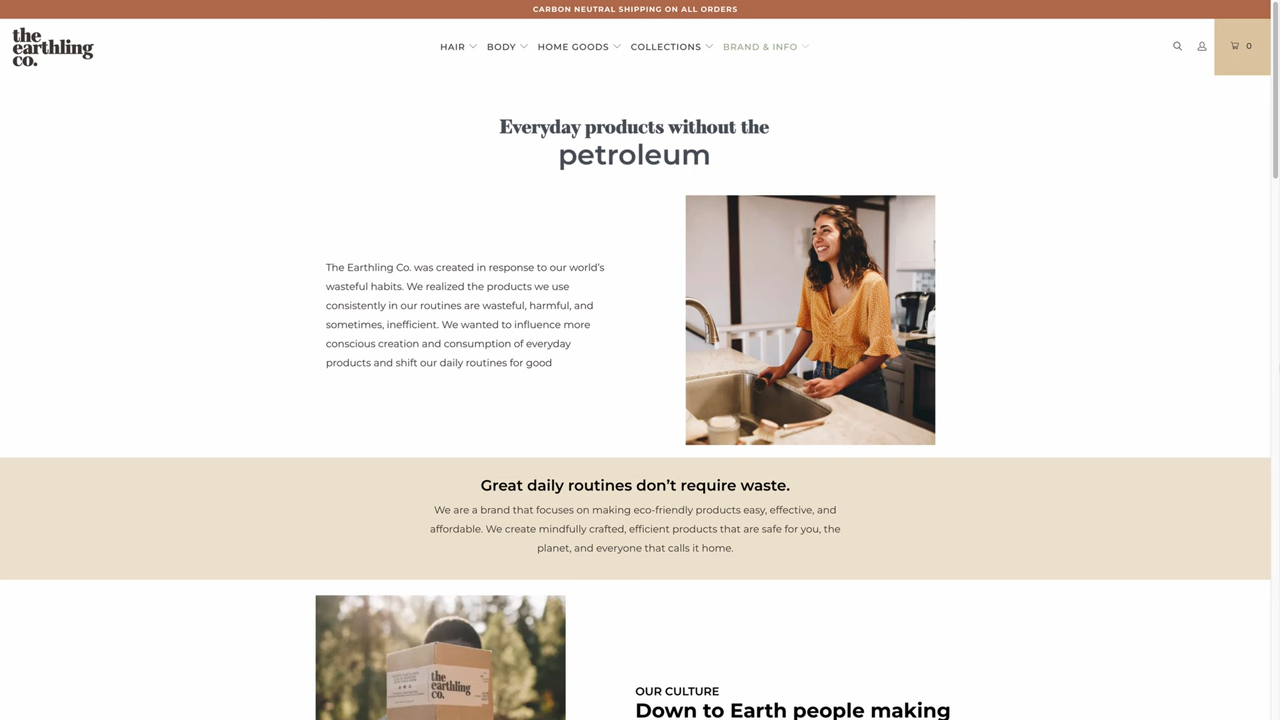 CARBON NEUTRAL SHIPPING ON ALL ORDERS
the
earthling
co.
HAIR BODY HOME GOODS COLLECTIONS BRAND & INFO
0
Everyday products without the
petroleum
The Earthling Co. was created in response to our world’s
wasteful habits. We realized the products we use
consistently in our routines are wasteful, harmful, and
sometimes, inefficient. We wanted to influence more
conscious creation and consumption of everyday
products and shift our daily routines for good
Great daily routines don’t require waste.
We are a brand that focuses on making eco-friendly products easy, effective, and
affordable. We create mindfully crafted, efficient products that are safe for you, the
planet, and everyone that calls it home.
the
earthling
co.
OUR CULTURE
Down to Earth people making